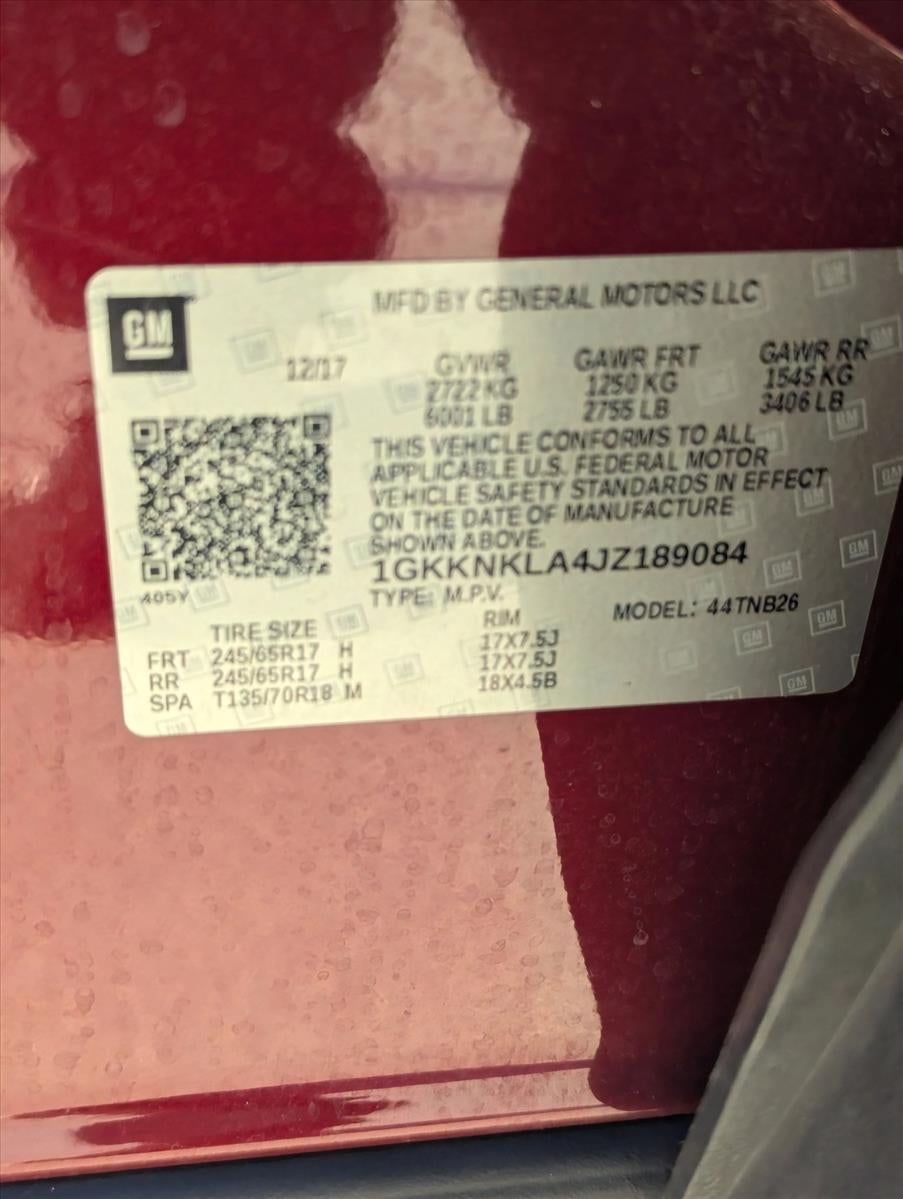 GM
MFD BY GENERAL MOTORS LLC
12/17 GVWR GAWR FRT GAWR RR
2722 KG 1250 KG 1545 KG
6001 LB 2755 LB 3406 LB
THIS VEHICLE CONFORMS TO ALL
APPLICABLE U.S. FEDERAL MOTOR
VEHICLE SAFETY STANDARDS IN EFFECT
ON THE DATE OF MANUFACTURE
SHOWN ABOVE.
1GKKNKLA4JZ189084
405Y TYPE: M.P.V. MODEL: 44TNB26
TIRE SIZE RIM
FRT 245/65R17 H 17X7.5J
RR 245/65R17 H 17X7.5J
SPA T135/70R18 M 18X4.5B